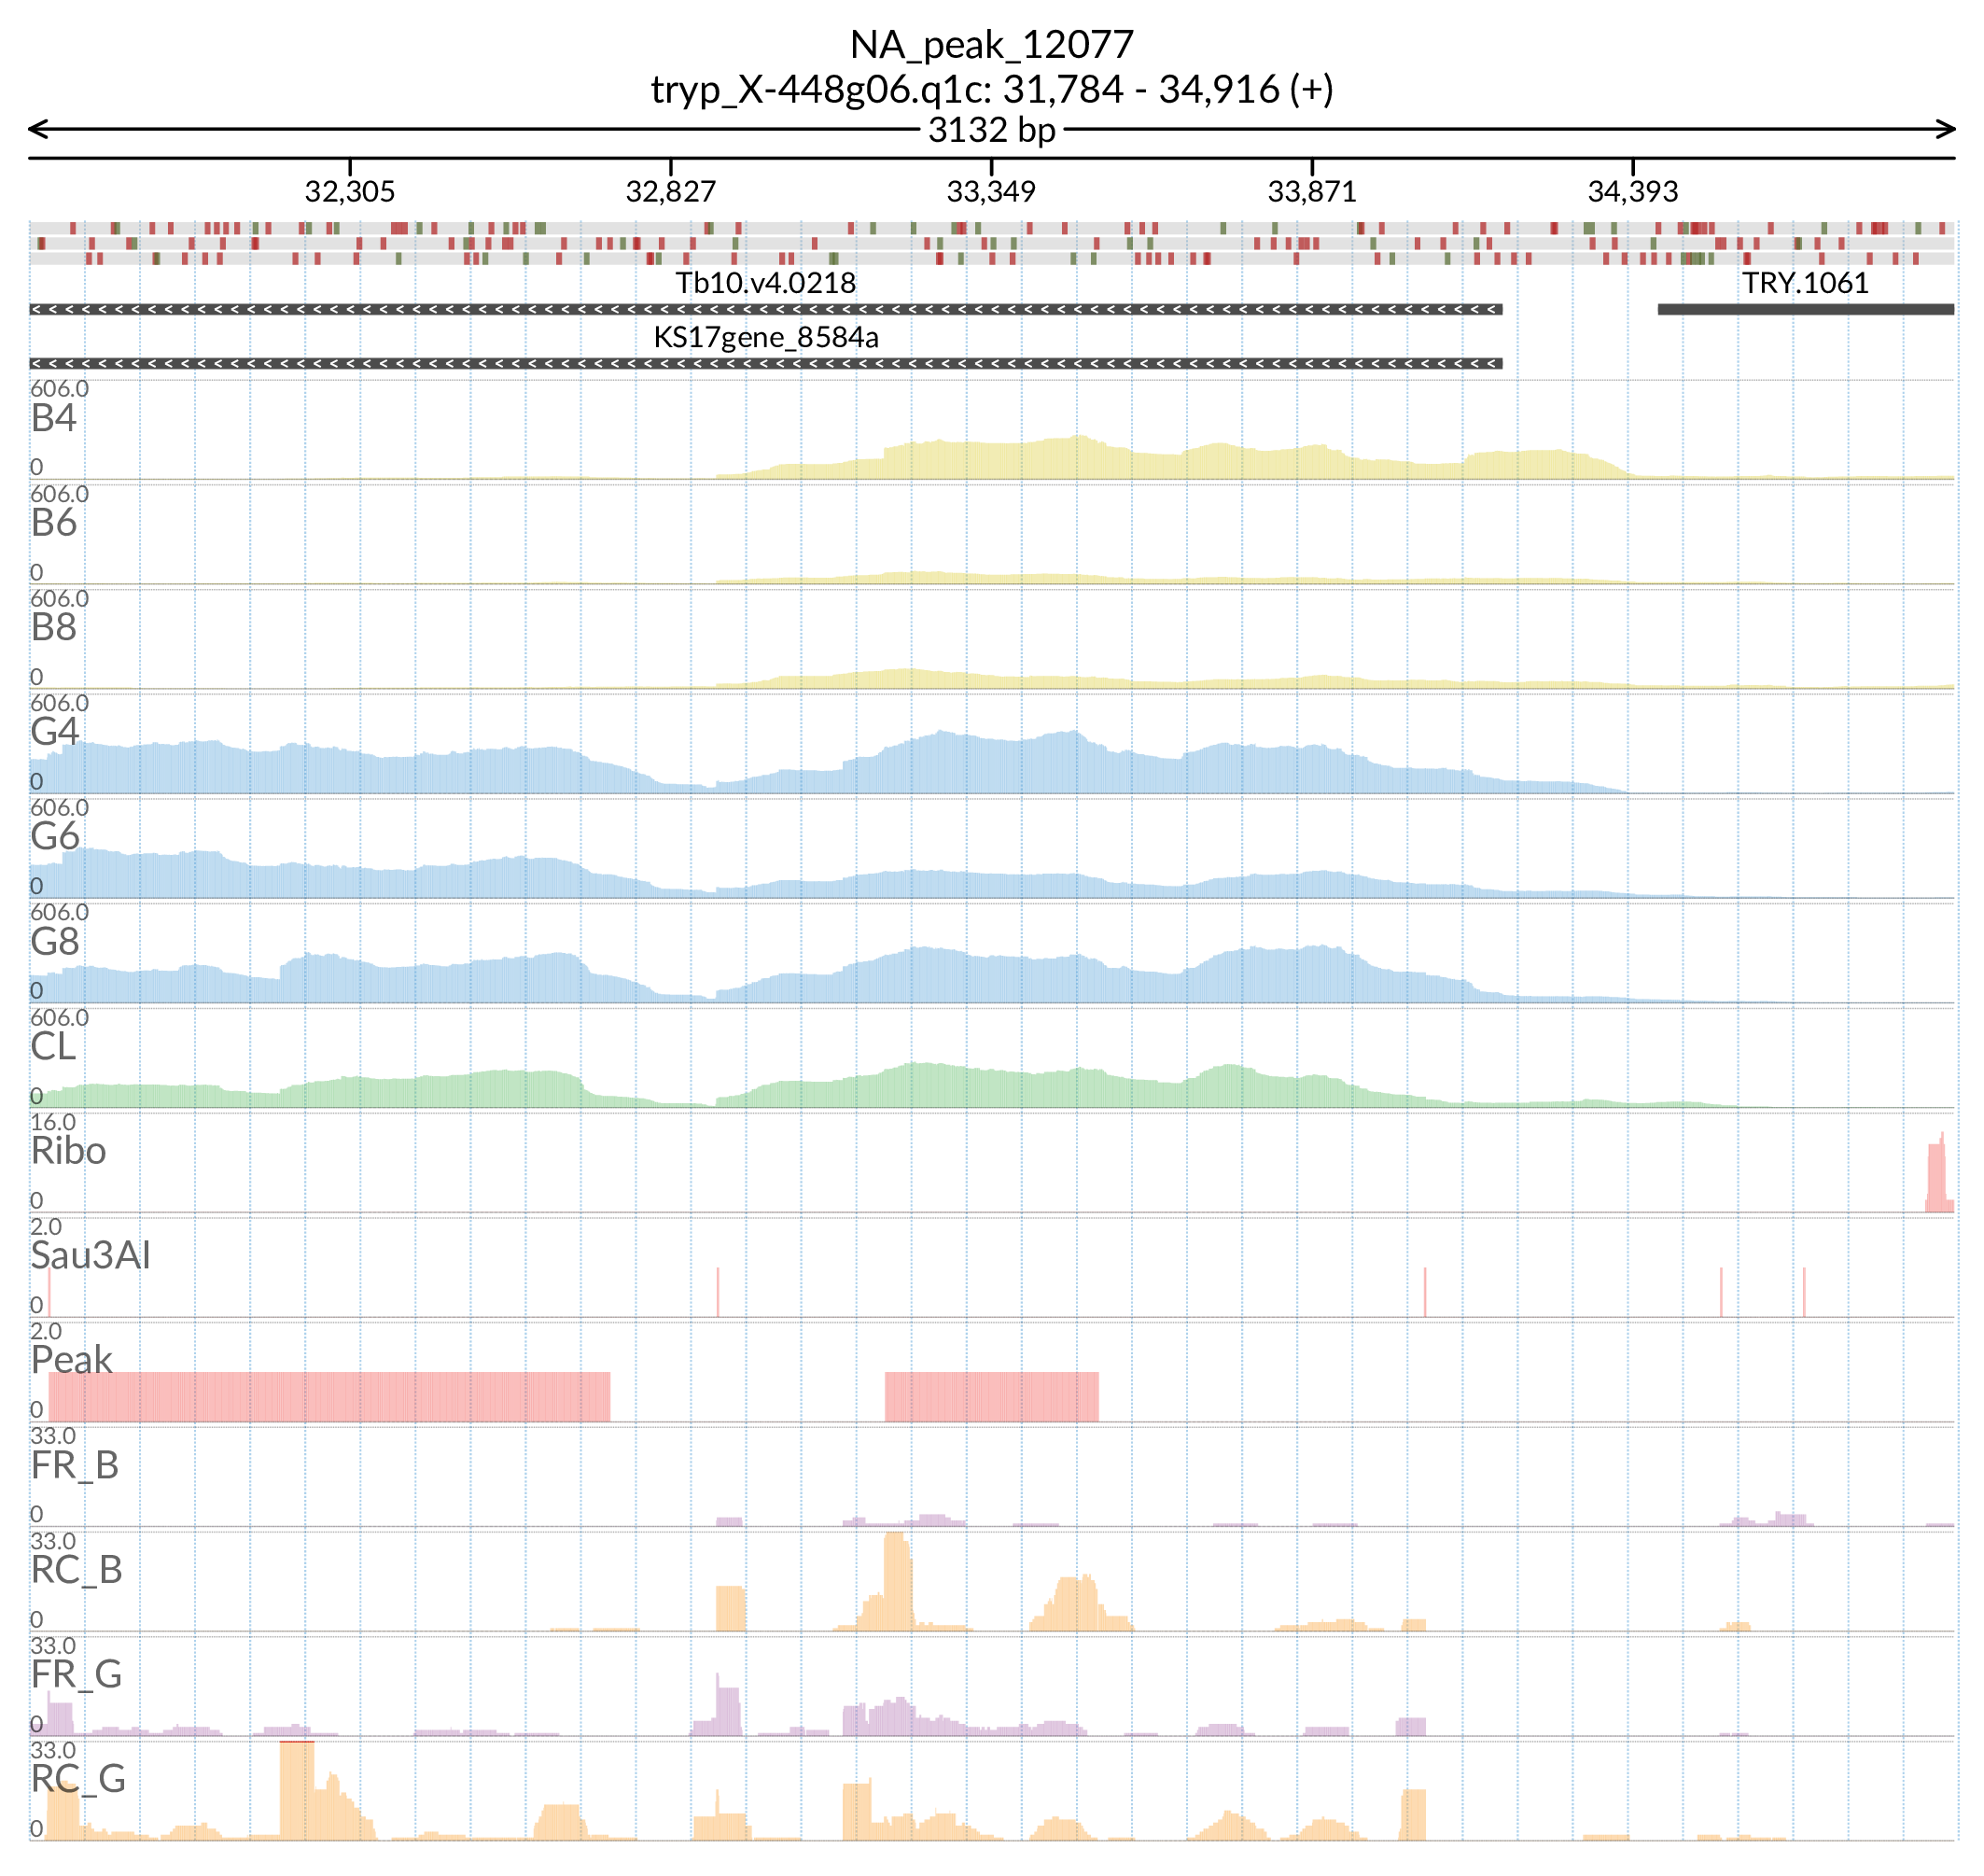 NA_peak_12077
tryp_X-448g06.q1c: 31,784 - 34,916 (+)
3132 bp
32,305 32,827 33,349 33,871 34,393
Tb10.v4.0218 TRY.1061
KS17gene_8584a
606.0
B4
0
606.0
B6
0
606.0
B8
0
606.0
G4
0
606.0
G6
0
606.0
G8
0
606.0
CL
0
16.0
Ribo
0
2.0
Sau3AI
0
2.0
Peak
0
33.0
FR_B
0
33.0
RC_B
0
33.0
FR_G
0
33.0
RC_G
0